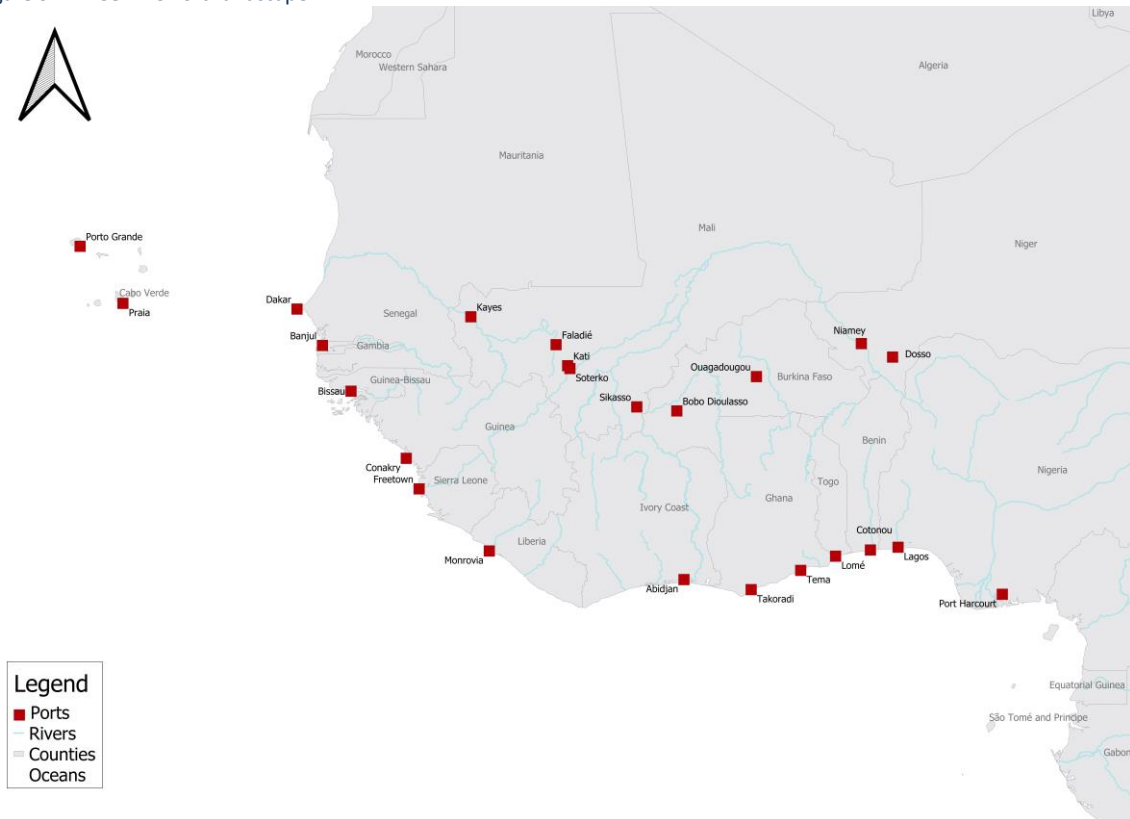 Libya
Morocco
Western Sahara
Algeria
Mauritania
Mali
Niger
Porto Grande
Cabo Verde
Praia
Dakar
Senegal
Kayes
Banjul
Gambia
Faladié
Kati
Soterko
Niamey
Dosso
Ouagadougou
Burkina Faso
Guinea-Bissau
Bissau
Sikasso
Bobo Dioulasso
Guinea
Benin
Nigeria
Conakry
Freetown
Sierra Leone
Togo
Ghana
Ivory Coast
Cotonou
Liberia
Monrovia
Lomé
Lagos
Tema
Abidjan
Takoradi
Port Harcourt
Equatorial Guinea
São Tomé and Principe
Gabon
Legend
Ports
Rivers
Counties
Oceans